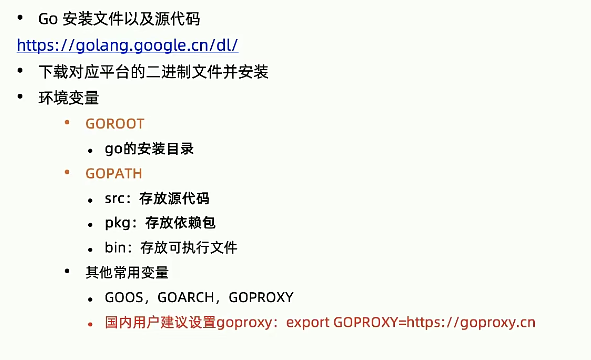 • Go 安装文件以及源代码
https://golang.google.cn/dl/
• 下载对应平台的二进制文件并安装
• 环境变量
• GOROOT
• go的安装目录
• GOPATH
• src：存放源代码
• pkg：存放依赖包
• bin：存放可执行文件
• 其他常用变量
• GOOS，GOARCH，GOPROXY
• 国内用户建议设置goproxy：export GOPROXY=https://goproxy.cn